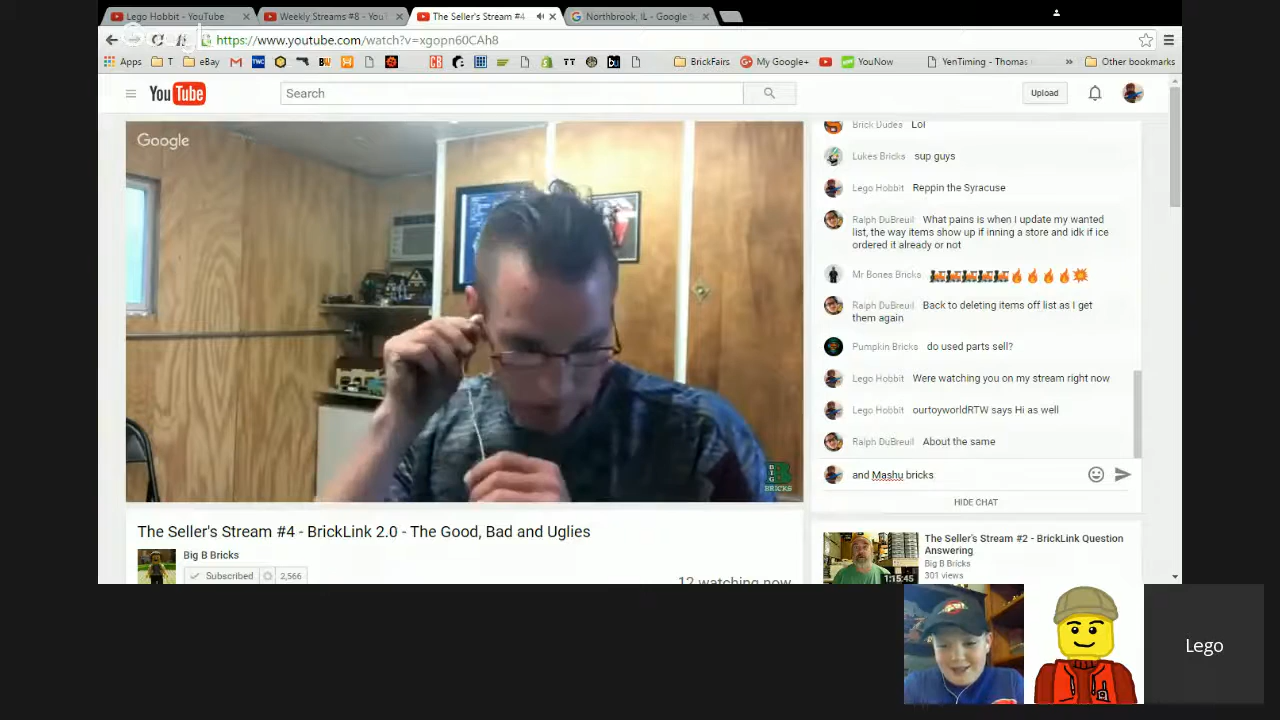 Lego Hobbit - YouTube
Weekly Streams #8 - You
The Seller's Stream #4
Northbrook, IL - Google
https://www.youtube.com/watch?v=xgopn60CAh8
Apps
T
eBay
TWC
BW
CB
TT
bu
BrickFairs
My Google+
YouNow
YenTiming - Thomas
»
Other bookmarks
YouTube
Search
Upload
Google
BIG
B
BRICKS
Brick Dudes Lol
Lukes Bricks sup guys
Lego Hobbit Reppin the Syracuse
Ralph DuBreuil What pains is when I update my wanted
list, the way items show up if inning a store and idk if ice
ordered it already or not
Mr Bones Bricks
Ralph DuBreuil Back to deleting items off list as I get
them again
Pumpkin Bricks do used parts sell?
Lego Hobbit Were watching you on my stream right now
Lego Hobbit ourtoyworldRTW says Hi as well
Ralph DuBreuil About the same
and Mashu bricks
HIDE CHAT
The Seller's Stream #4 - BrickLink 2.0 - The Good, Bad and Uglies
Big B Bricks
Subscribed 2,566
12 watching now
The Seller's Stream #2 - BrickLink Question
Answering
Big B Bricks
301 views
1:15:45
Lego